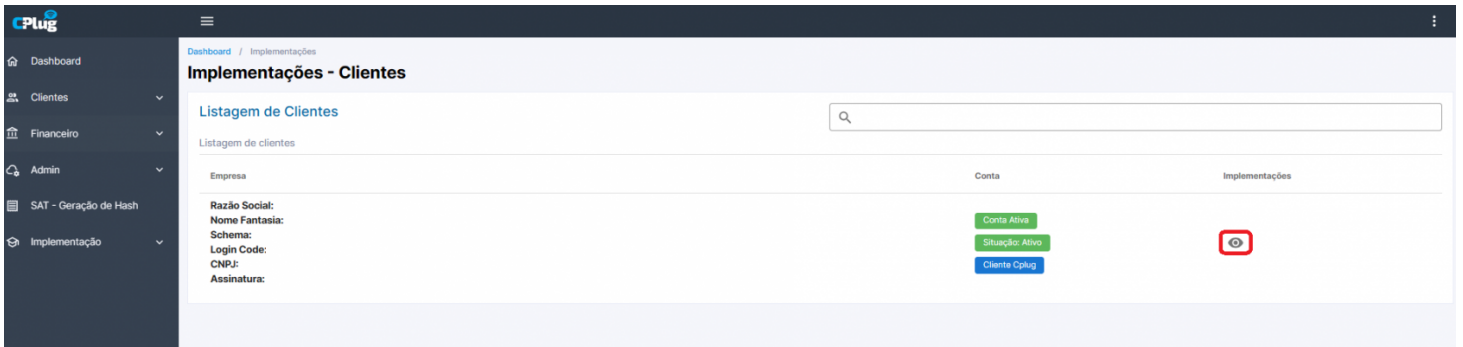 CPlug
Dashboard
Clientes
Financeiro
Admin
SAT - Geração de Hash
Implementação
Dashboard / Implementações
Implementações - Clientes
Listagem de Clientes
Listagem de clientes
Empresa Conta Implementações
Razão Social:
Nome Fantasia:
Schema:
Login Code:
CNPJ:
Assinatura:
Conta Ativa
Situação: Ativo
Cliente Cplug